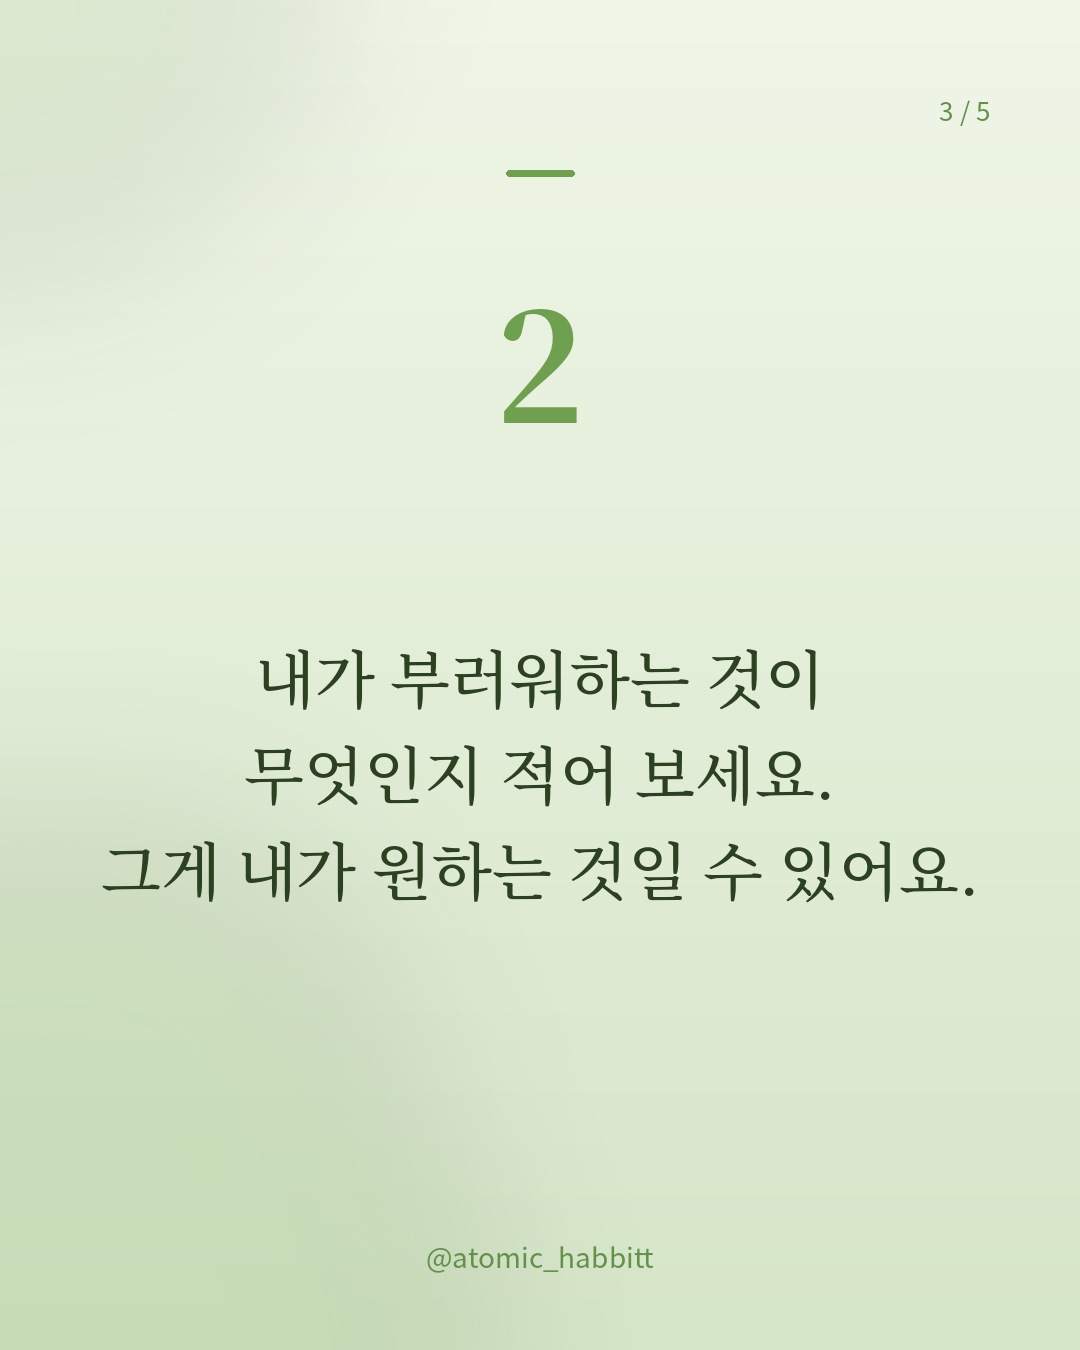 3 / 5
2
내가 부러워하는 것이
무엇인지 적어 보세요.
그게 내가 원하는 것일 수 있어요.
@atomic_habbitt